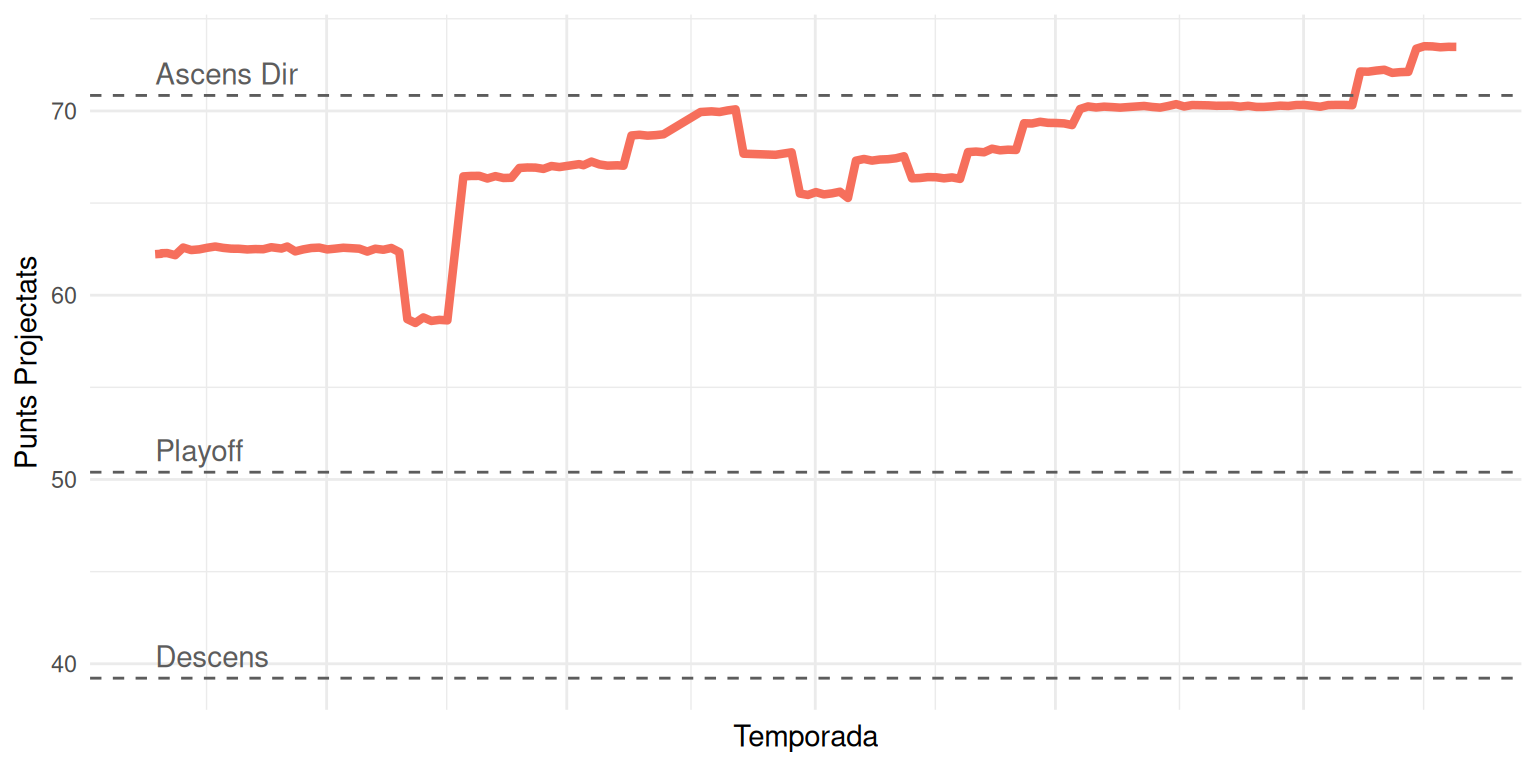 Ascens Dir
70
60
Punts Projectats
Playoff
50
Descens
40
Temporada